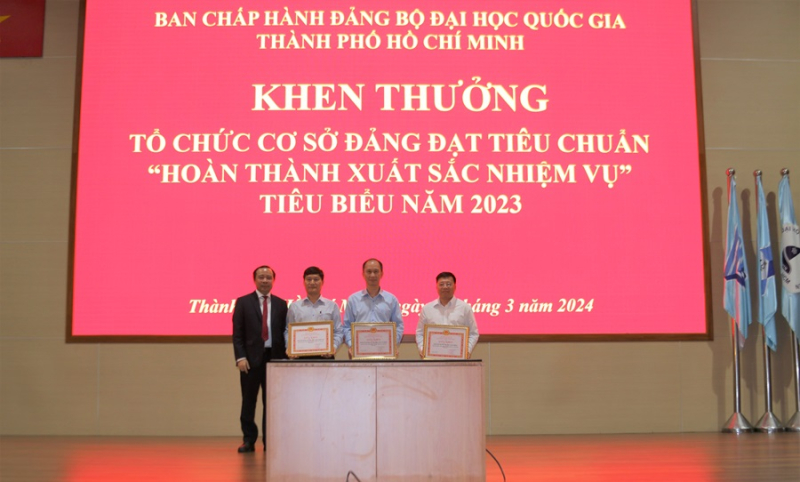 BAN CHẤP HÀNH ĐẢNG BỘ ĐẠI HỌC QUỐC GIA
THÀNH PHỐ HỒ CHÍ MINH
KHEN THƯỞNG
TỔ CHỨC CƠ SỞ ĐẢNG ĐẠT TIÊU CHUẨN
“HOÀN THÀNH XUẤT SẮC NHIỆM VỤ”
TIÊU BIỂU NĂM 2023
Thành tháng 3 năm 2024